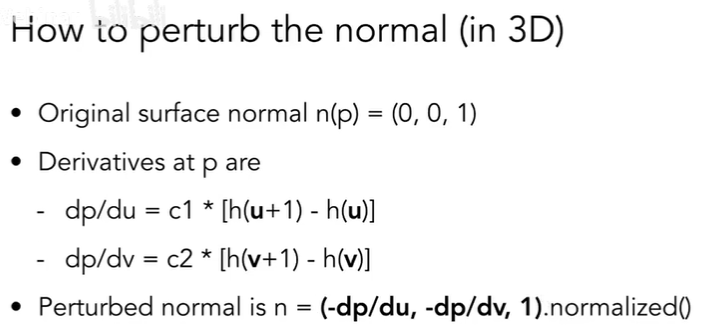 How to perturb the normal (in 3D)
• Original surface normal n(p) = (0, 0, 1)
• Derivatives at p are
- dp/du = c1 * [h(u+1) - h(u)]
- dp/dv = c2 * [h(v+1) - h(v)]
• Perturbed normal is n = (-dp/du, -dp/dv, 1).normalized()